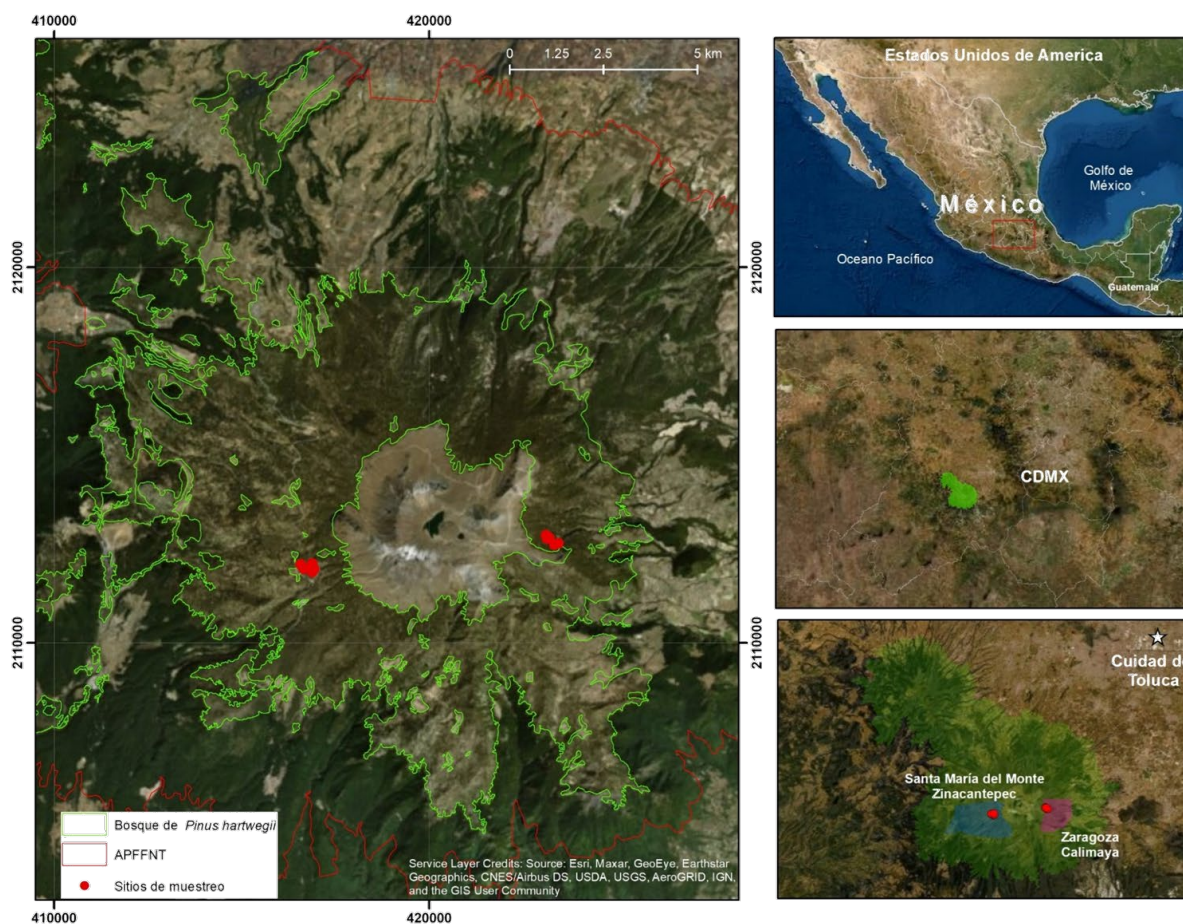 410000
420000
0 1.25 2.5 5 km
2120000
2120000
2110000
2110000
Bosque de Pinus hartwegii
APFFNT
Sitios de muestreo
Service Layer Credits: Source: Esri, Maxar, GeoEye, Earthstar
Geographics, CNES/Airbus DS, USDA, USGS, AeroGRID, IGN,
and the GIS User Community
410000
420000
Estados Unidos de America
Golfo de
México
México
Oceano Pacífico
Guatemala
CDMX
Cuidad de
Toluca
Santa María del Monte
Zinacantepec
Zaragoza
Calimaya